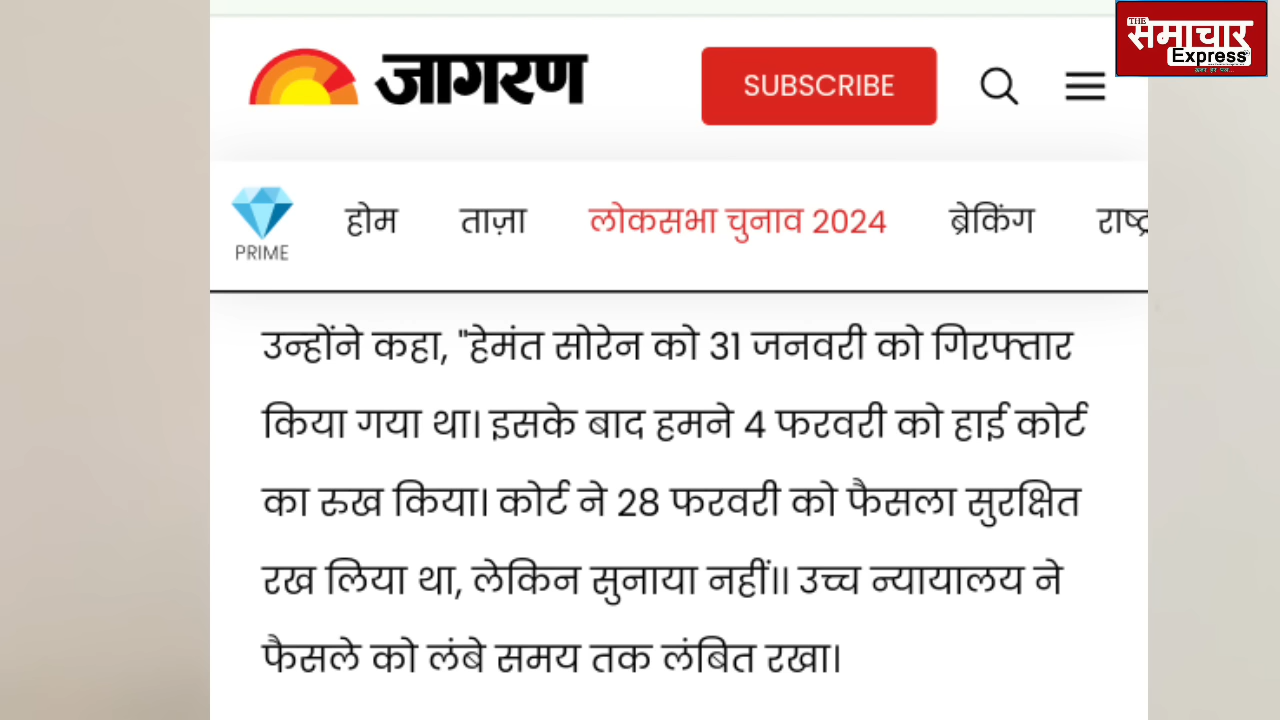 THE
समाचार
Express
जागरण
SUBSCRIBE
PRIME
होम ताज़ा लोकसभा चुनाव 2024 ब्रेकिंग राष्ट्र
उन्होंने कहा, "हेमंत सोरेन को 31 जनवरी को गिरफ्तार
किया गया था। इसके बाद हमने 4 फरवरी को हाई कोर्ट
का रुख किया। कोर्ट ने 28 फरवरी को फैसला सुरक्षित
रख लिया था, लेकिन सुनाया नहीं।। उच्च न्यायालय ने
फैसले को लंबे समय तक लंबित रखा।